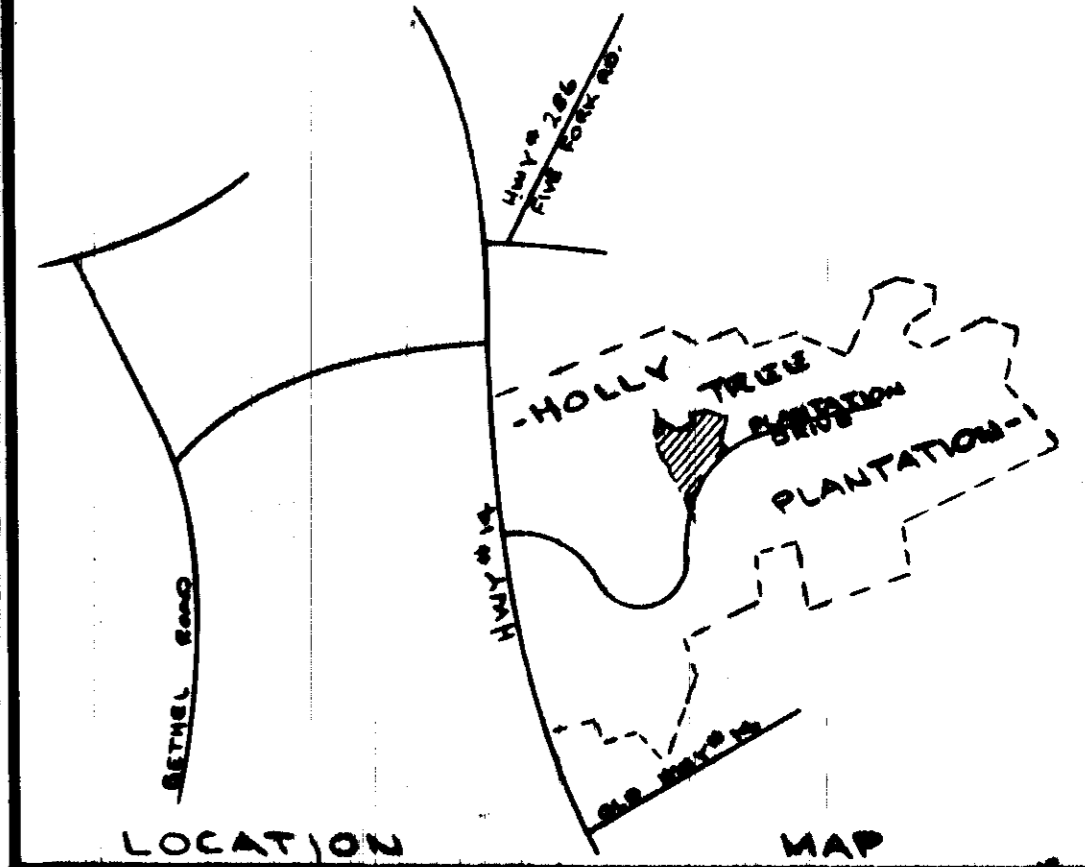 HWY # 286
FIVE FORK RD.
-HOLLY TREE
PLANTATION
DRIVE
PLANTATION-
HWY # 14
BETHEL ROAD
OLD HWY # 14
LOCATION MAP